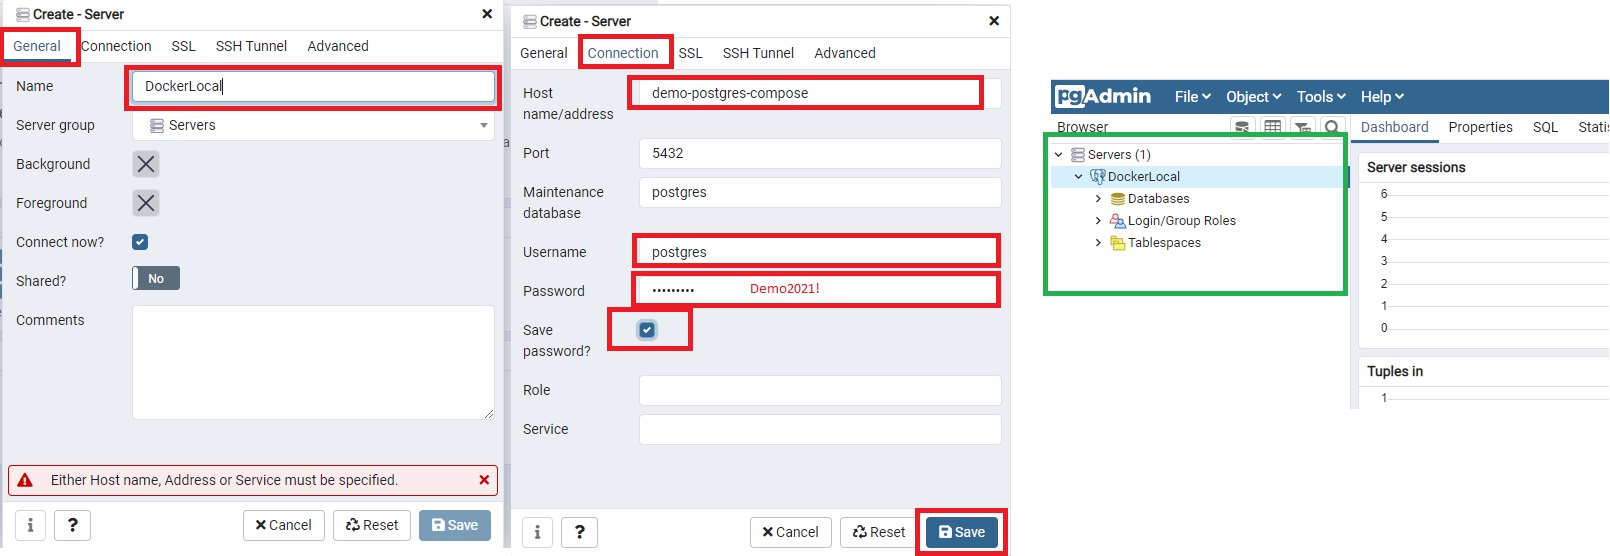 Create - Server
General Connection SSL SSH Tunnel Advanced
Name DockerLocal
Server group Servers
Background
Foreground
Connect now?
Shared? No
Comments
Either Host name, Address or Service must be specified.
i ? Cancel Reset Save
Create - Server
General Connection SSL SSH Tunnel Advanced
Host demo-postgres-compose
name/address
Port 5432
Maintenance postgres
database
Username postgres
Password ••••••••• Demo2021!
Save
password?
Role
Service
i ? Cancel Reset Save
pgAdmin File Object Tools Help
Browser Dashboard Properties SQL Statis
Servers (1)
DockerLocal
Databases
Login/Group Roles
Tablespaces
Server sessions
6
5
4
3
2
1
0
Tuples in
1